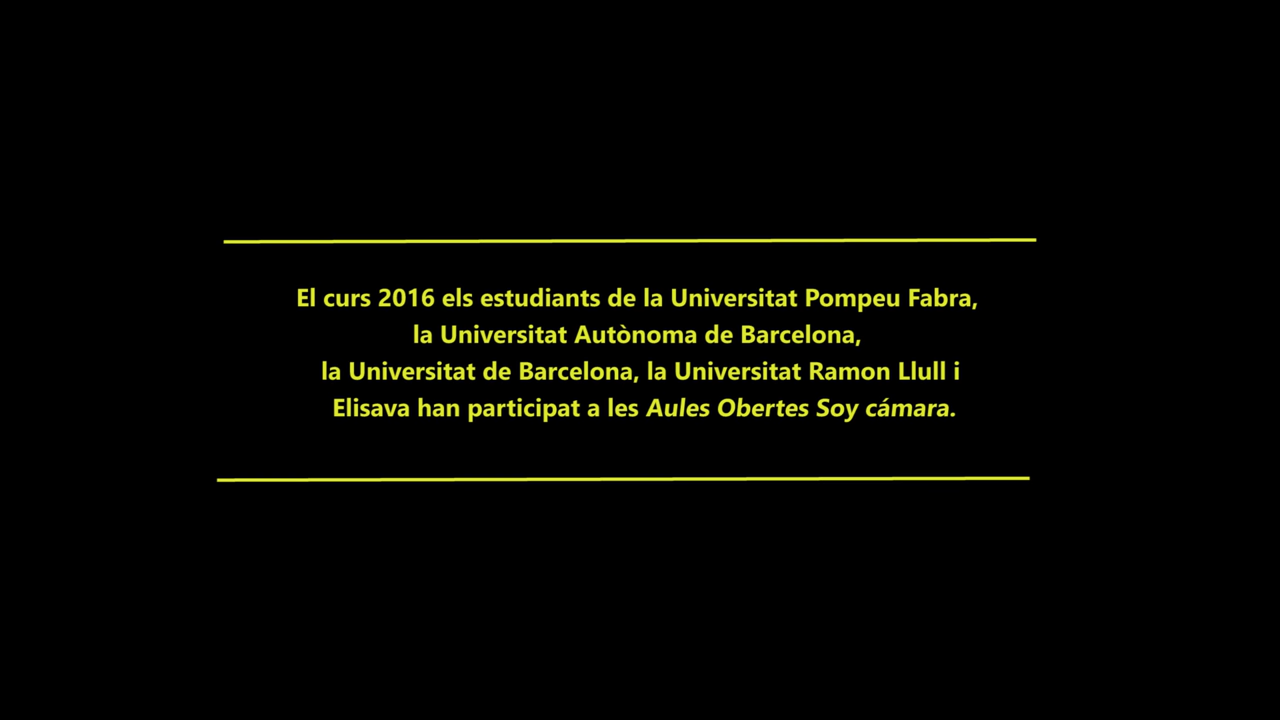 El curs 2016 els estudiants de la Universitat Pompeu Fabra,
la Universitat Autònoma de Barcelona,
la Universitat de Barcelona, la Universitat Ramon Llull i
Elisava han participat a les Aules Obertes Soy cámara.